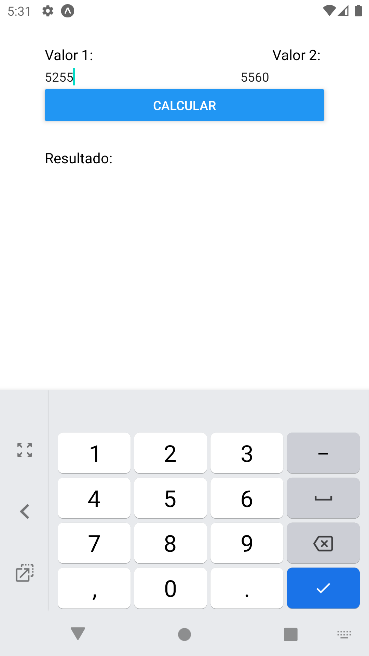 5:31
Valor 1: Valor 2:
5255 5560
CALCULAR
Resultado:
1 2 3 –
4 5 6
7 8 9
, 0 .